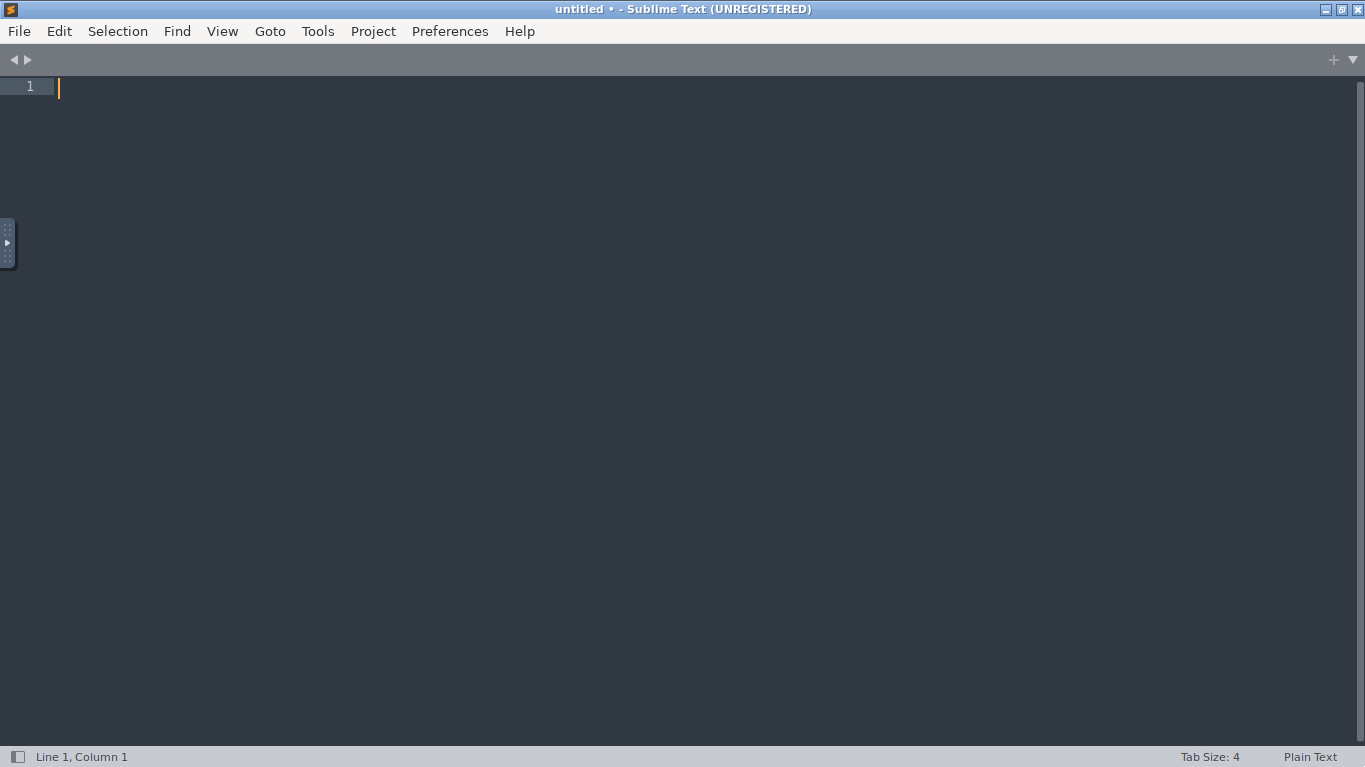 untitled • - Sublime Text (UNREGISTERED)
File Edit Selection Find View Goto Tools Project Preferences Help
1
Line 1, Column 1 Tab Size: 4 Plain Text